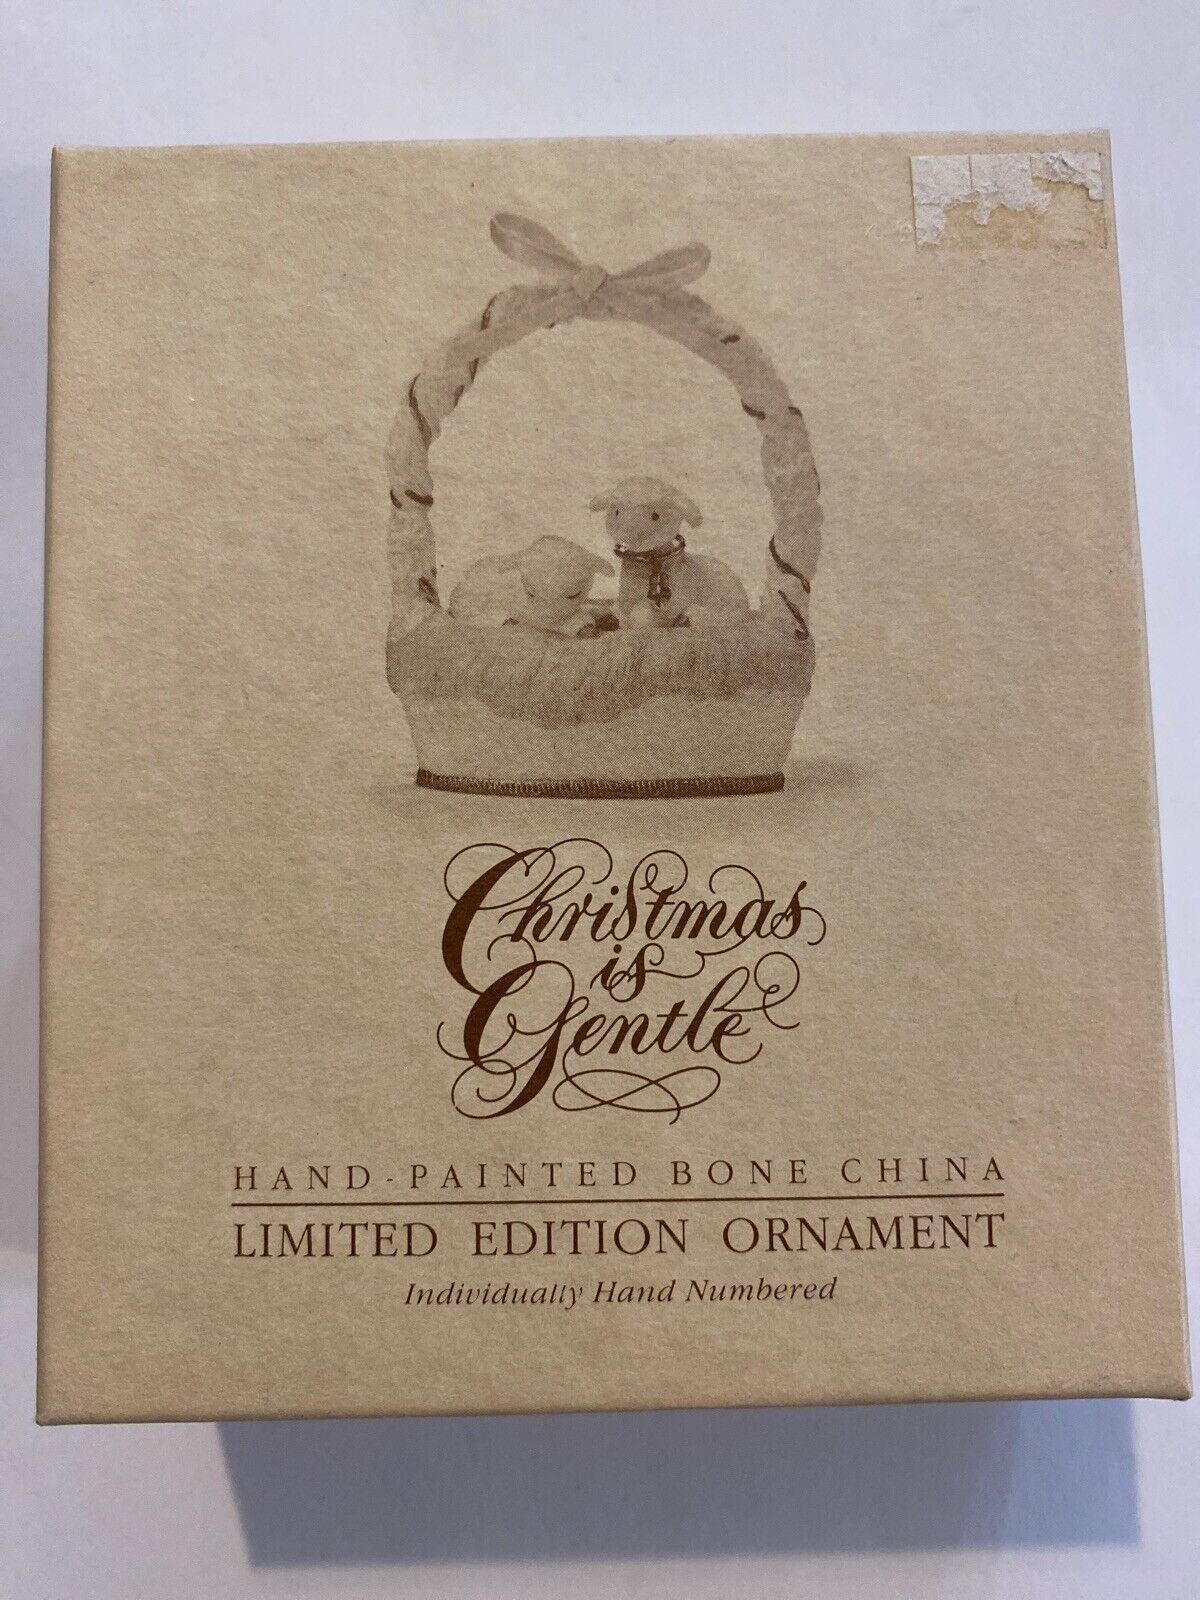 Christmas
is
Gentle
HAND-PAINTED BONE CHINA
LIMITED EDITION ORNAMENT
Individually Hand Numbered